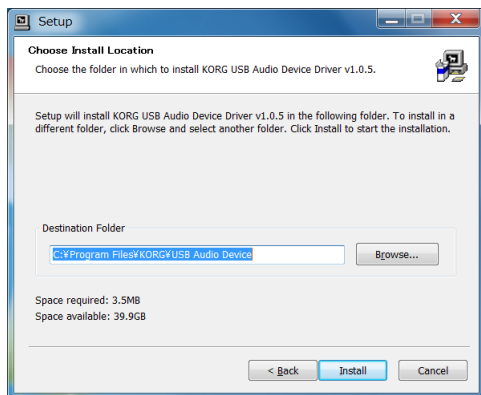 Setup
Choose Install Location
Choose the folder in which to install KORG USB Audio Device Driver v1.0.5.
Setup will install KORG USB Audio Device Driver v1.0.5 in the following folder. To install in a
different folder, click Browse and select another folder. Click Install to start the installation.
Destination Folder
C:¥Program Files¥KORG¥USB Audio Device
Browse...
Space required: 3.5MB
Space available: 39.9GB
< Back
Install
Cancel